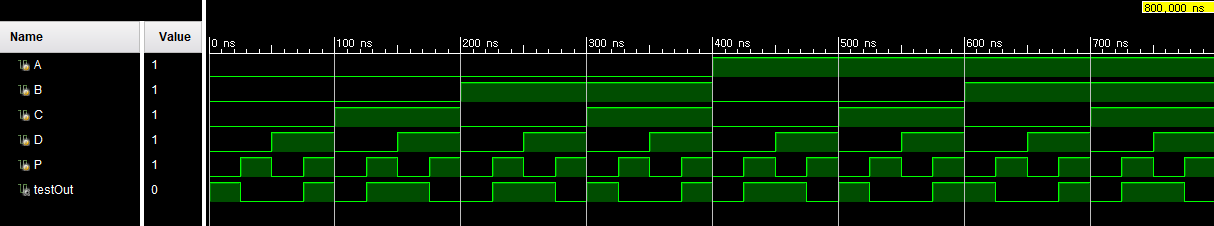 800,000 ns
Name Value
0 ns 100 ns 200 ns 300 ns 400 ns 500 ns 600 ns 700 ns
A 1
B 1
C 1
D 1
P 1
testOut 0